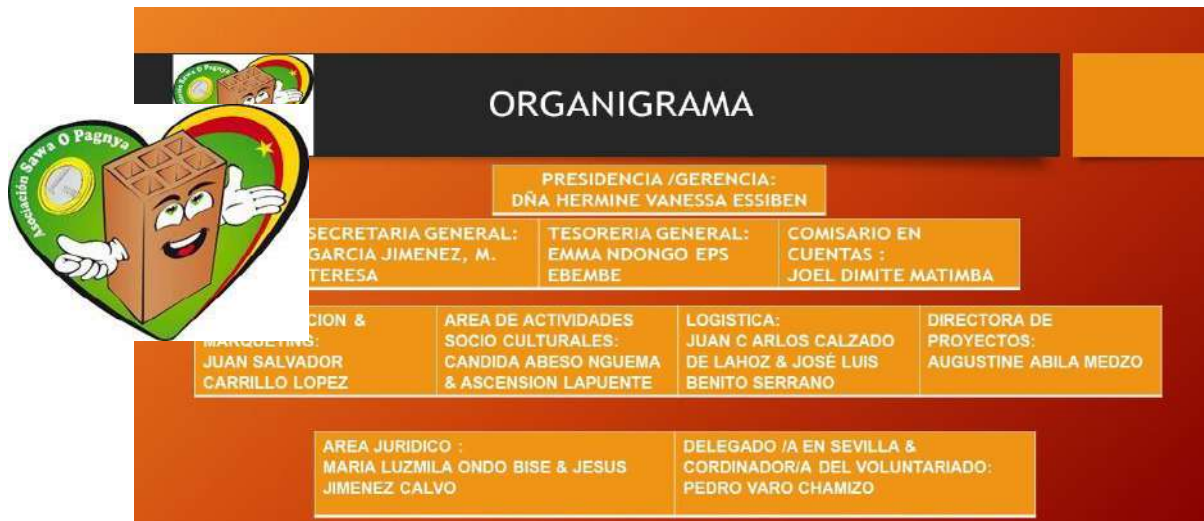 ORGANIGRAMA
Asociación Sawa O Pagnya
PRESIDENCIA /GERENCIA:
DÑA HERMINE VANESSA ESSIBEN
SECRETARIA GENERAL:
GARCIA JIMENEZ, M.
TERESA
TESORERIA GENERAL:
EMMA NDONGO EPS
EBEMBE
COMISARIO EN
CUENTAS :
JOEL DIMITE MATIMBA
CION &
MARQUETING:
JUAN SALVADOR
CARRILLO LOPEZ
AREA DE ACTIVIDADES
SOCIO CULTURALES:
CANDIDA ABESO NGUEMA
& ASCENSION LAPUENTE
LOGISTICA:
JUAN C ARLOS CALZADO
DE LAHOZ & JOSÉ LUIS
BENITO SERRANO
DIRECTORA DE
PROYECTOS:
AUGUSTINE ABILA MEDZO
AREA JURIDICO :
MARIA LUZMILA ONDO BISE & JESUS
JIMENEZ CALVO
DELEGADO /A EN SEVILLA &
CORDINADOR/A DEL VOLUNTARIADO:
PEDRO VARO CHAMIZO